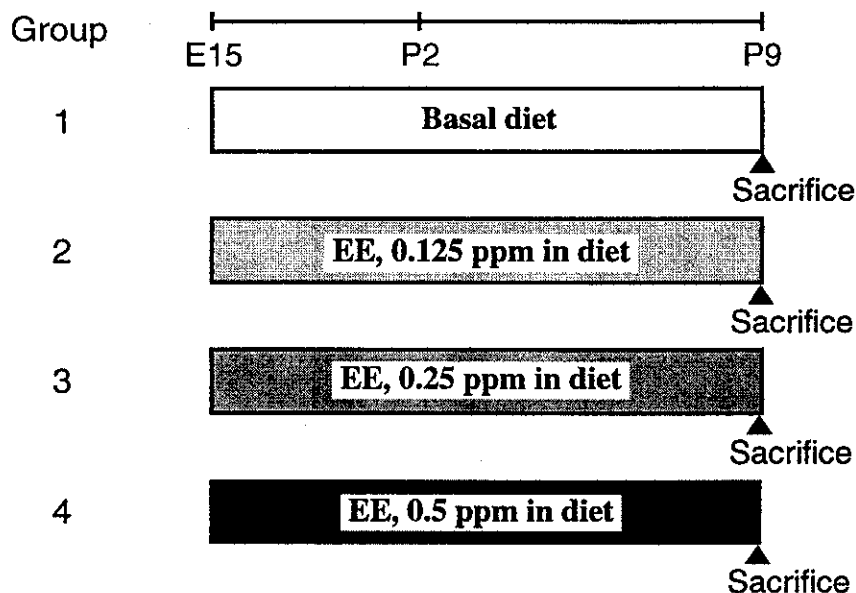 Group
E15 P2 P9
1 Basal diet
Sacrifice
2 EE, 0.125 ppm in diet
Sacrifice
3 EE, 0.25 ppm in diet
Sacrifice
4 EE, 0.5 ppm in diet
Sacrifice